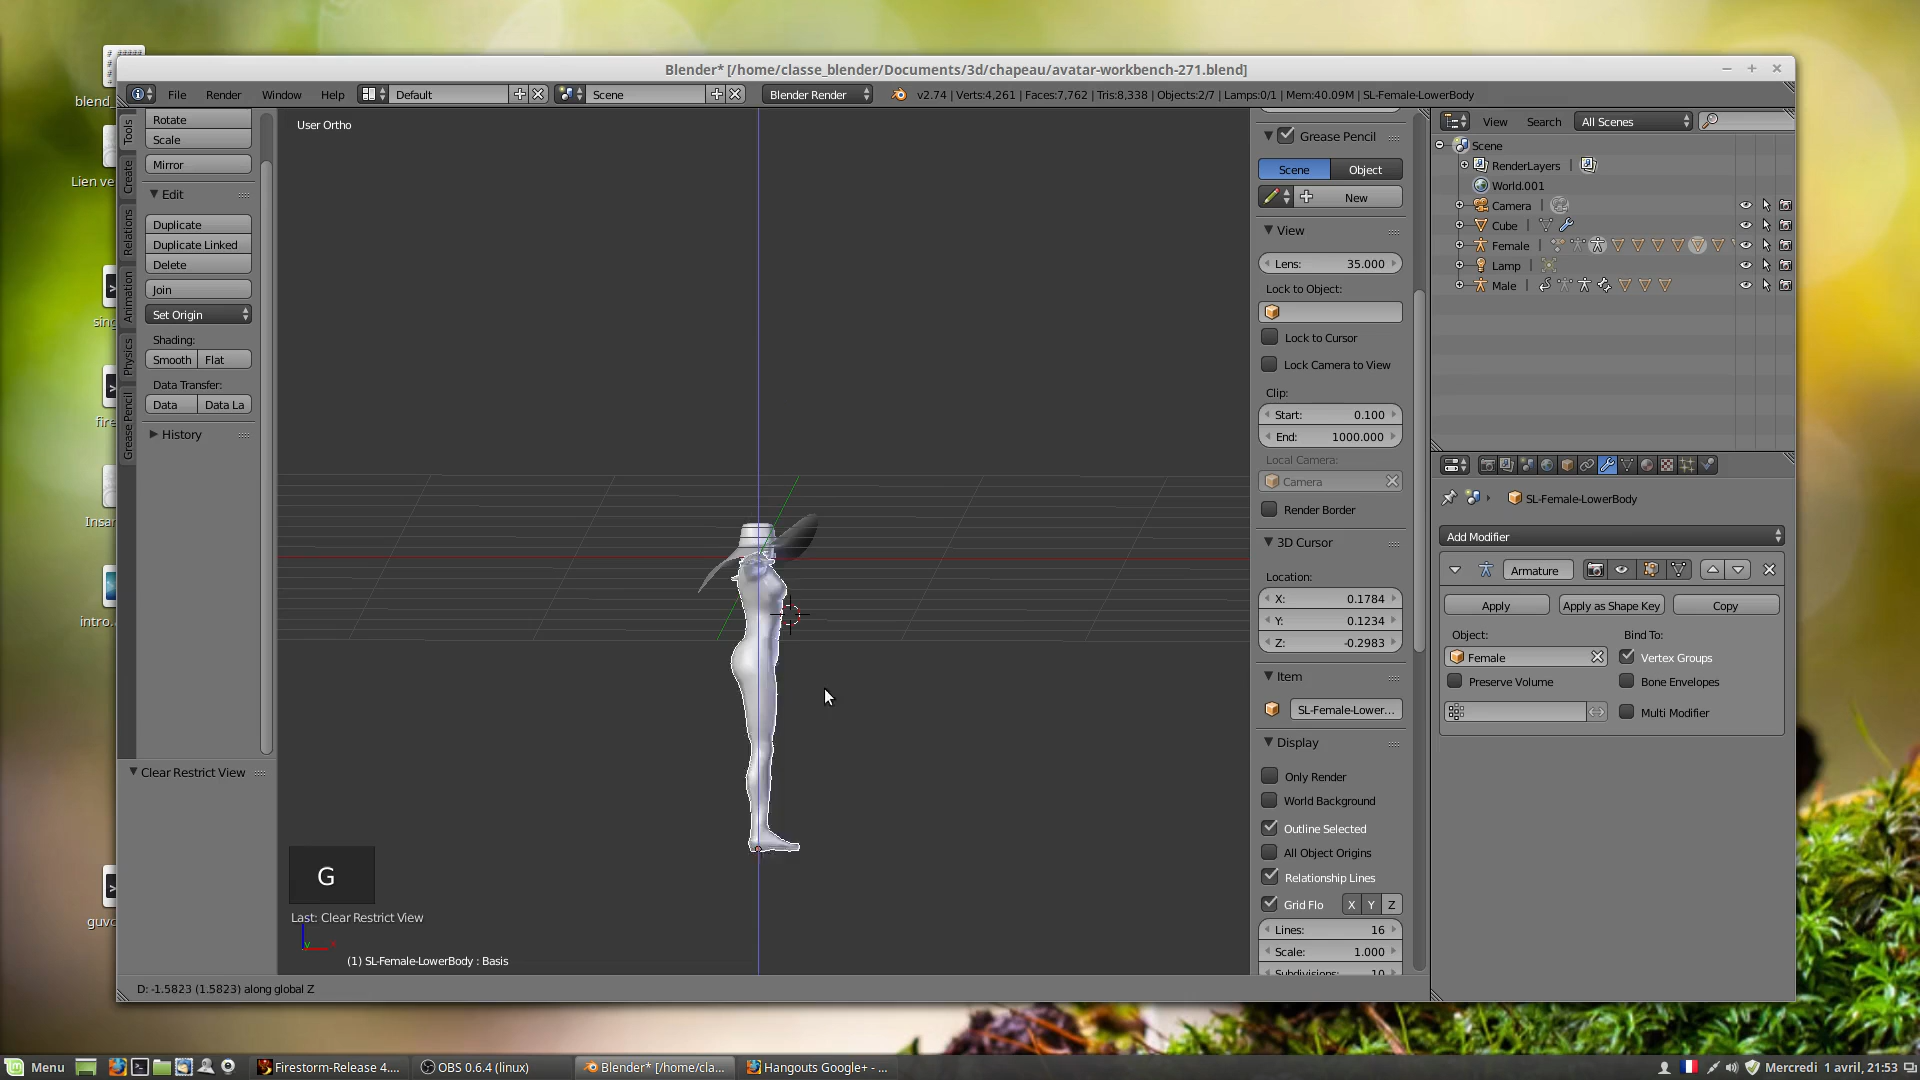 blend_
Lien ve
sing
fire
Insan
intro..
guvc
Blender* [/home/classe_blender/Documents/3d/chapeau/avatar-workbench-271.blend]
File Render Window Help Default Scene Blender Render v2.74 | Verts:4,261 | Faces:7,762 | Tris:8,338 | Objects:2/7 | Lamps:0/1 | Mem:40.09M | SL-Female-LowerBody
Tools
Create
Relations
Animation
Physics
Grease Pencil
Rotate
Scale
Mirror
Edit
Duplicate
Duplicate Linked
Delete
Join
Set Origin
Shading:
Smooth Flat
Data Transfer:
Data Data La
History
Clear Restrict View
User Ortho
G
Last: Clear Restrict View
(1) SL-Female-LowerBody : Basis
D: -1.5823 (1.5823) along global Z
Grease Pencil
Scene Object
New
View
Lens: 35.000
Lock to Object:
Lock to Cursor
Lock Camera to View
Clip:
Start: 0.100
End: 1000.000
Local Camera:
Camera
Render Border
3D Cursor
Location:
X: 0.1784
Y: 0.1234
Z: -0.2983
Item
SL-Female-Lower...
Display
Only Render
World Background
Outline Selected
All Object Origins
Relationship Lines
Grid Flo X Y Z
Lines: 16
Scale: 1.000
Subdivisions: 10
View Search All Scenes
Scene
RenderLayers
World.001
Camera
Cube
Female
Lamp
Male
SL-Female-LowerBody
Add Modifier
Armature
Apply Apply as Shape Key Copy
Object: Bind To:
Female Vertex Groups
Preserve Volume Bone Envelopes
Multi Modifier
Menu Firestorm-Release 4.... OBS 0.6.4 (linux) Blender* [/home/cla... Hangouts Google+ - ... Mercredi 1 avril, 21:53